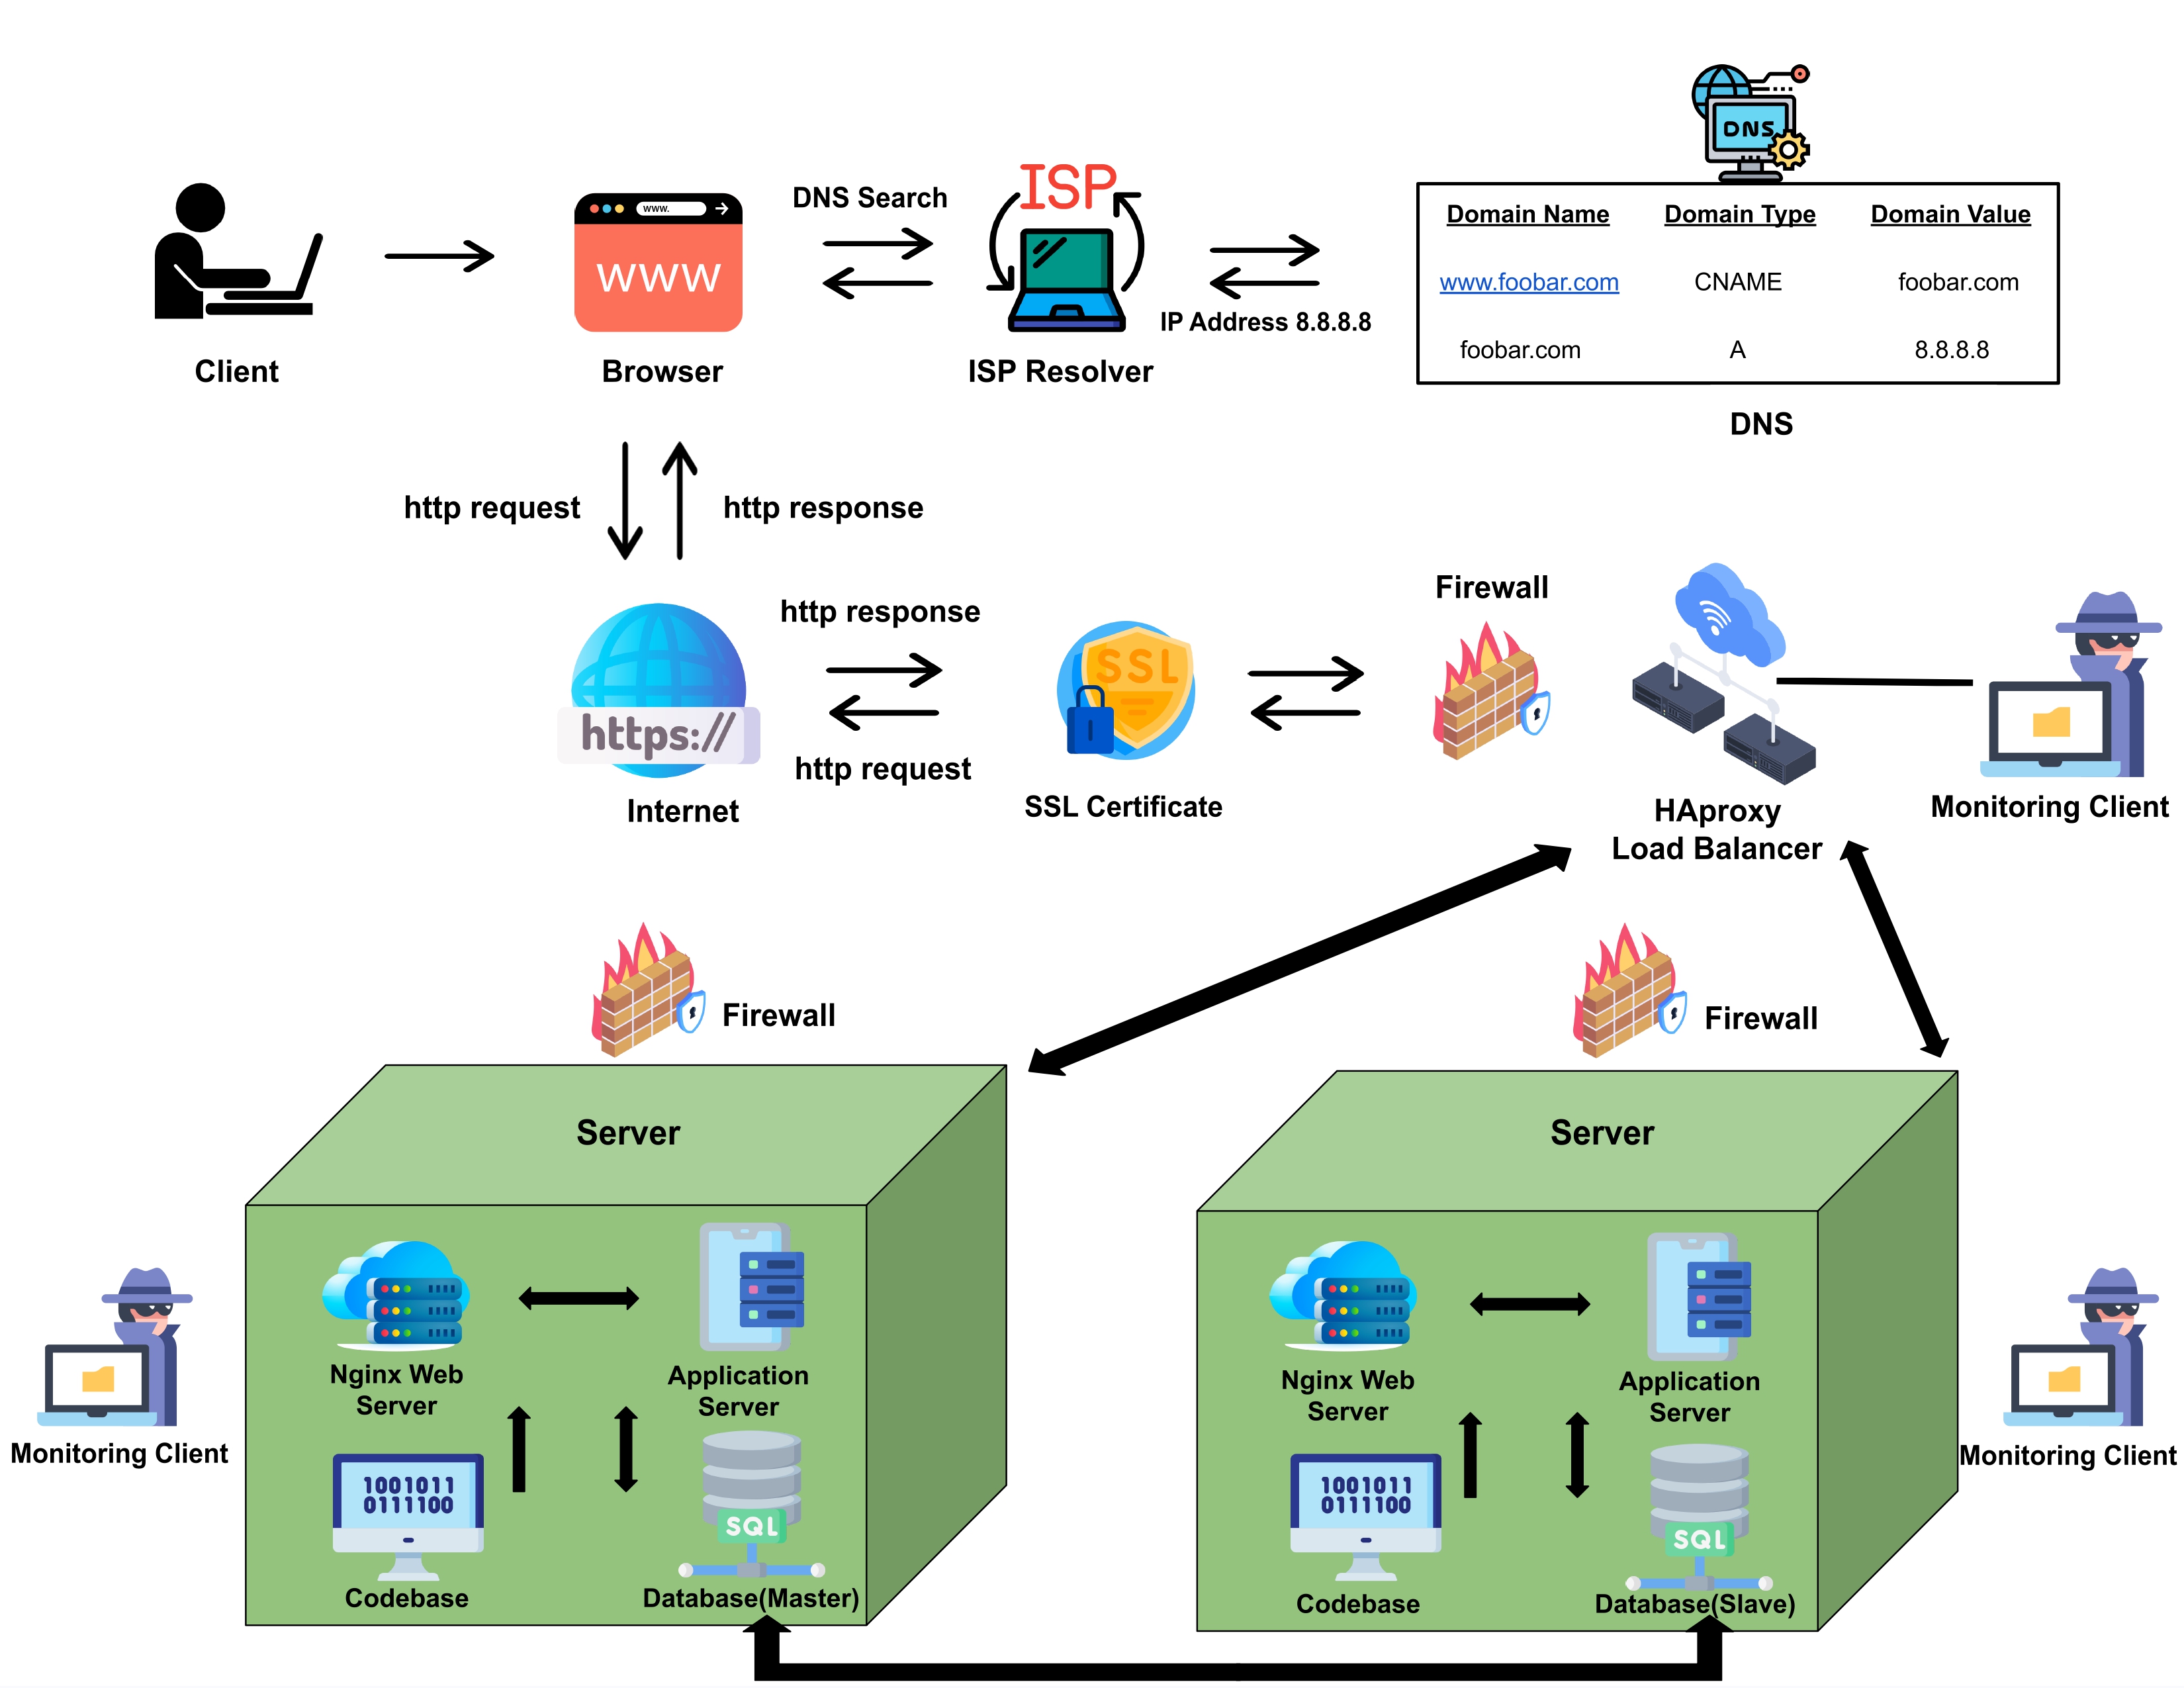 DNS
ISP
DNS Search
www.
www
Domain Name Domain Type Domain Value
www.foobar.com CNAME foobar.com
foobar.com A 8.8.8.8
IP Address 8.8.8.8
Client
Browser
ISP Resolver
DNS
http request
http response
Firewall
http response
SSL
https://
http request
Internet
SSL Certificate
HAproxy
Load Balancer
Monitoring Client
Firewall
Firewall
Server
Server
Nginx Web
Server
Application
Server
Nginx Web
Server
Application
Server
Monitoring Client
Monitoring Client
1001011
0111100
SQL
Codebase
Database(Master)
1001011
0111100
SQL
Codebase
Database(Slave)